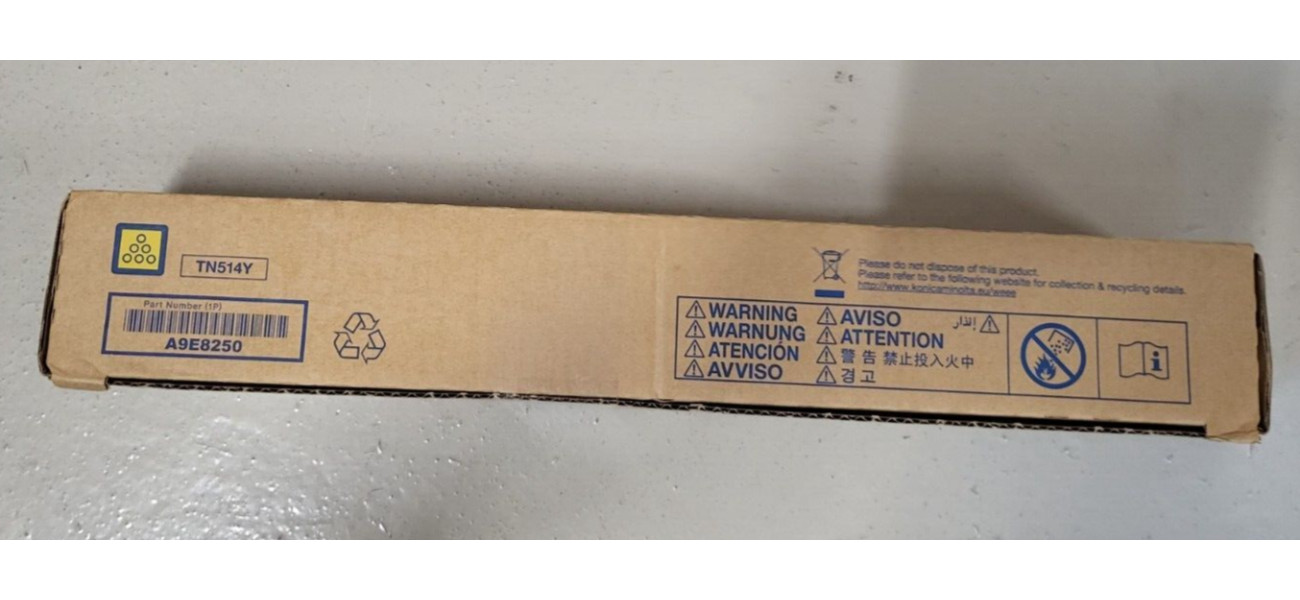 TN514Y
Part Number (1P)
A9E8250
Please do not dispose of this product.
Please refer to the following website for collection & recycling details.
http://www.konicaminolta.eu/weee
WARNING
WARNUNG
ATENCIÓN
AVVISO
AVISO
إنذار
ATTENTION
警告 禁止投入火中
경고